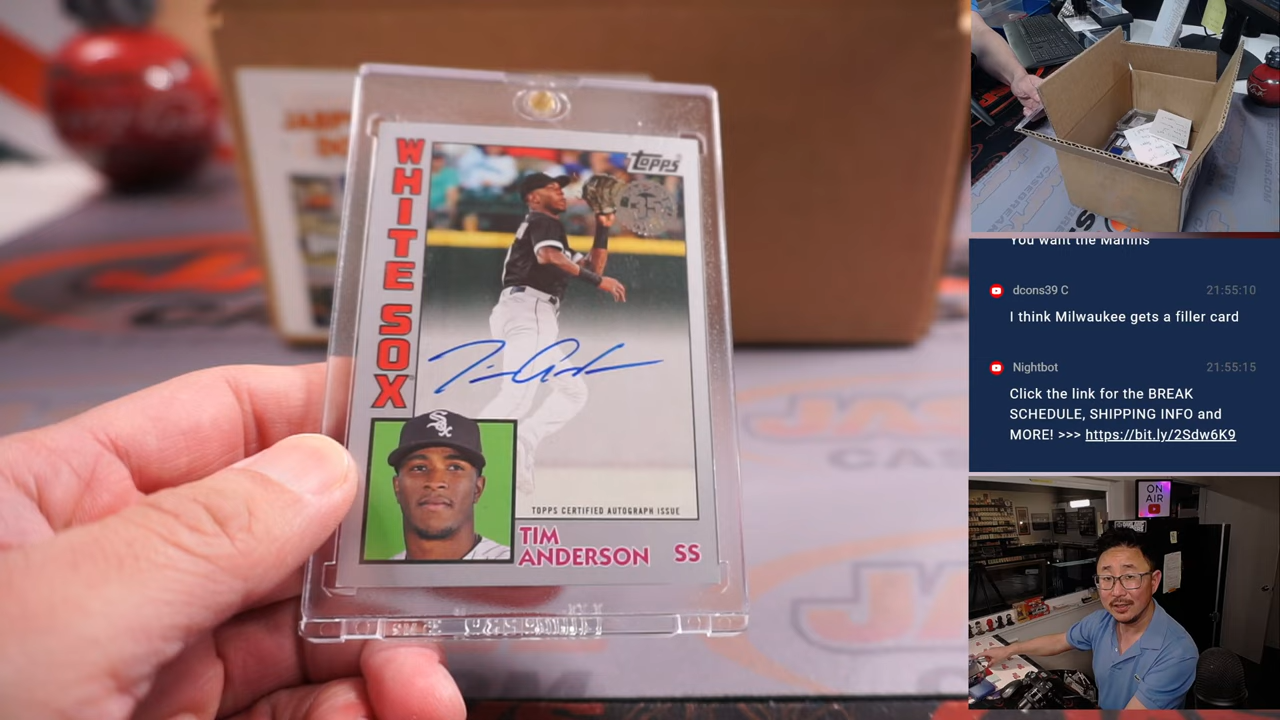 WHITE SOX
Topps
35
TIM
ANDERSON SS
TOPPS CERTIFIED AUTOGRAPH ISSUE
You want the Marlins
dcons39 C 21:55:10
I think Milwaukee gets a filler card
Nightbot 21:55:15
Click the link for the BREAK
SCHEDULE, SHIPPING INFO and
MORE! >>> https://bit.ly/2Sdw6K9
ON
AIR